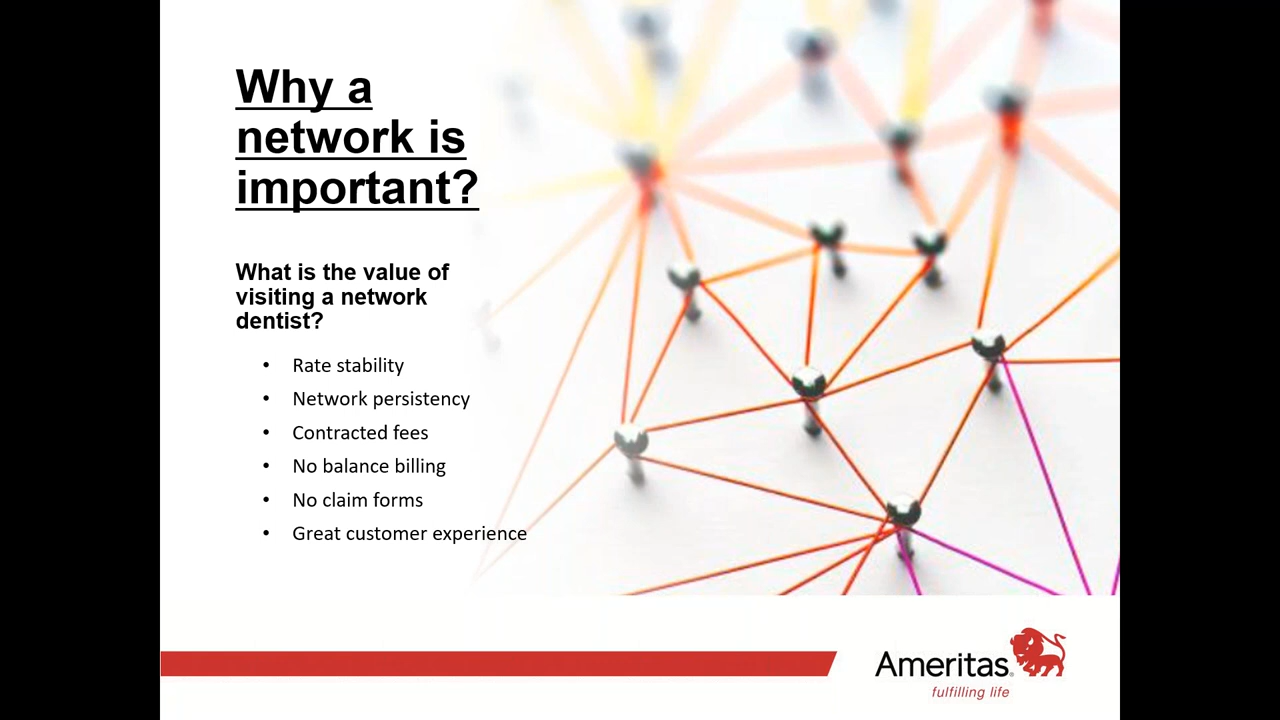 Why a
network is
important?
What is the value of
visiting a network
dentist?
• Rate stability
• Network persistency
• Contracted fees
• No balance billing
• No claim forms
• Great customer experience
Ameritas®
fulfilling life